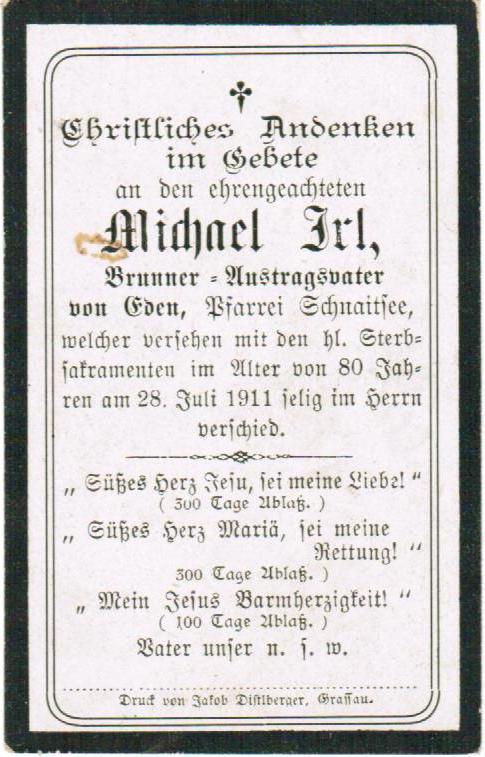 Christliches Andenken
im Gebete
an den ehrengeachteten
Michael Irl,
Brunner = Austragsvater
von Eden, Pfarrei Schnaitsee,
welcher versehen mit den hl. Sterb-
sakramenten im Alter von 80 Jah-
ren am 28. Juli 1911 selig im Herrn
verschied.
„ Süßes Herz Jesu, sei meine Liebe! “
( 300 Tage Ablaß. )
„ Süßes Herz Mariä, sei meine
Rettung! “
300 Tage Ablaß. )
„ Mein Jesus Barmherzigkeit! “
( 100 Tage Ablaß. )
Vater unser n. s. w.
Druck von Jakob Distlberger, Grassau.